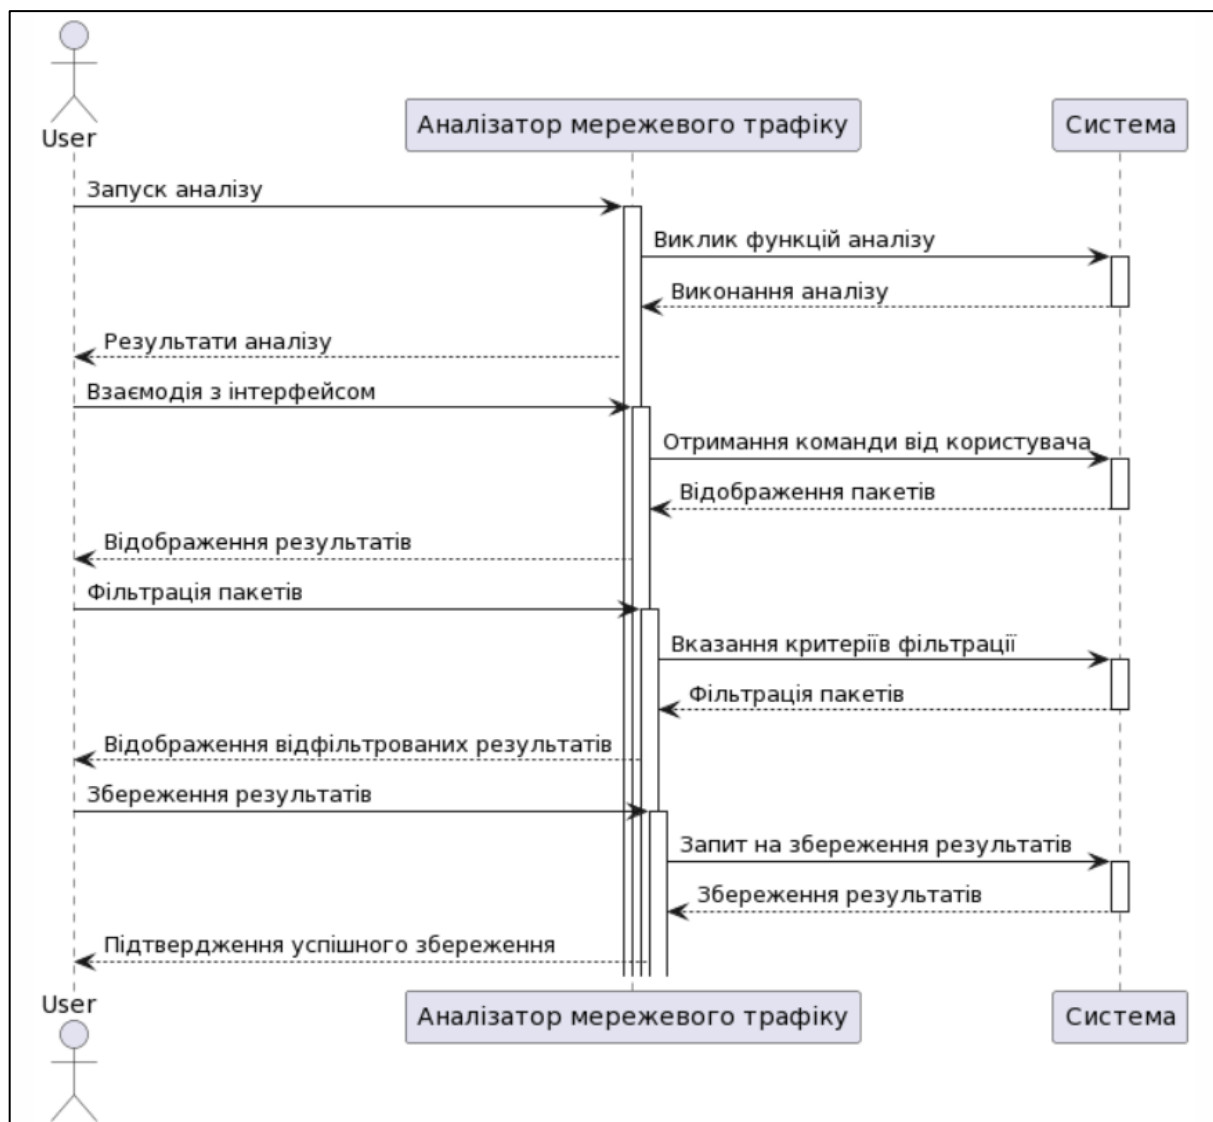 User
Аналізатор мережевого трафіку
Система
Запуск аналізу
Виклик функцій аналізу
Виконання аналізу
Результати аналізу
Взаємодія з інтерфейсом
Отримання команди від користувача
Відображення пакетів
Відображення результатів
Фільтрація пакетів
Вказання критеріїв фільтрації
Фільтрація пакетів
Відображення відфільтрованих результатів
Збереження результатів
Запит на збереження результатів
Збереження результатів
Підтвердження успішного збереження
User
Аналізатор мережевого трафіку
Система